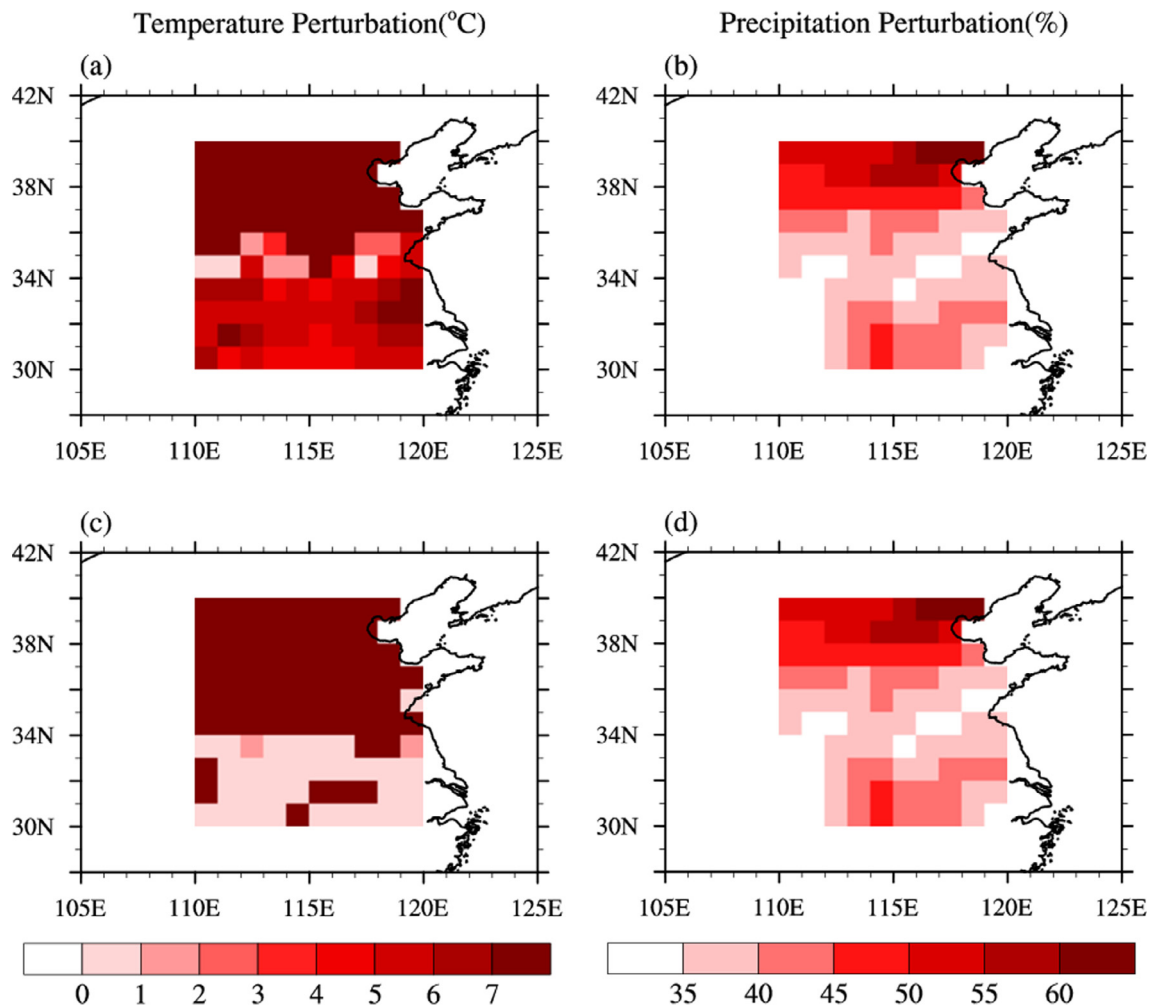 Temperature Perturbation(°C) Precipitation Perturbation(%)
(a) (b)
42N 42N
38N 38N
34N 34N
30N 30N
105E 110E 115E 120E 125E 105E 110E 115E 120E 125E
(c) (d)
42N 42N
38N 38N
34N 34N
30N 30N
105E 110E 115E 120E 125E 105E 110E 115E 120E 125E
0 1 2 3 4 5 6 7 35 40 45 50 55 60